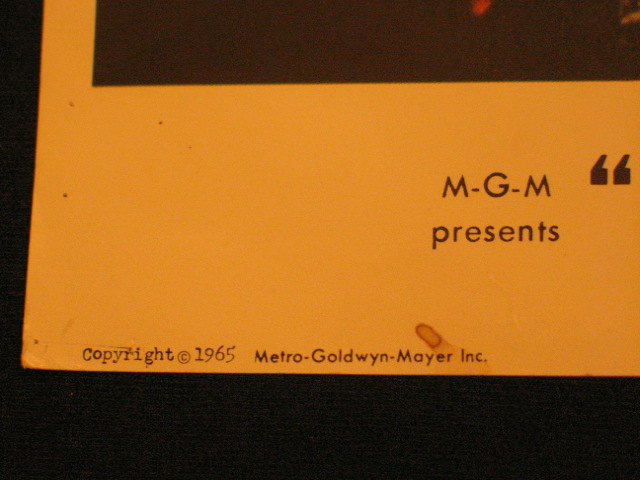 M-G-M “
presents
Copyright © 1965 Metro-Goldwyn-Mayer Inc.